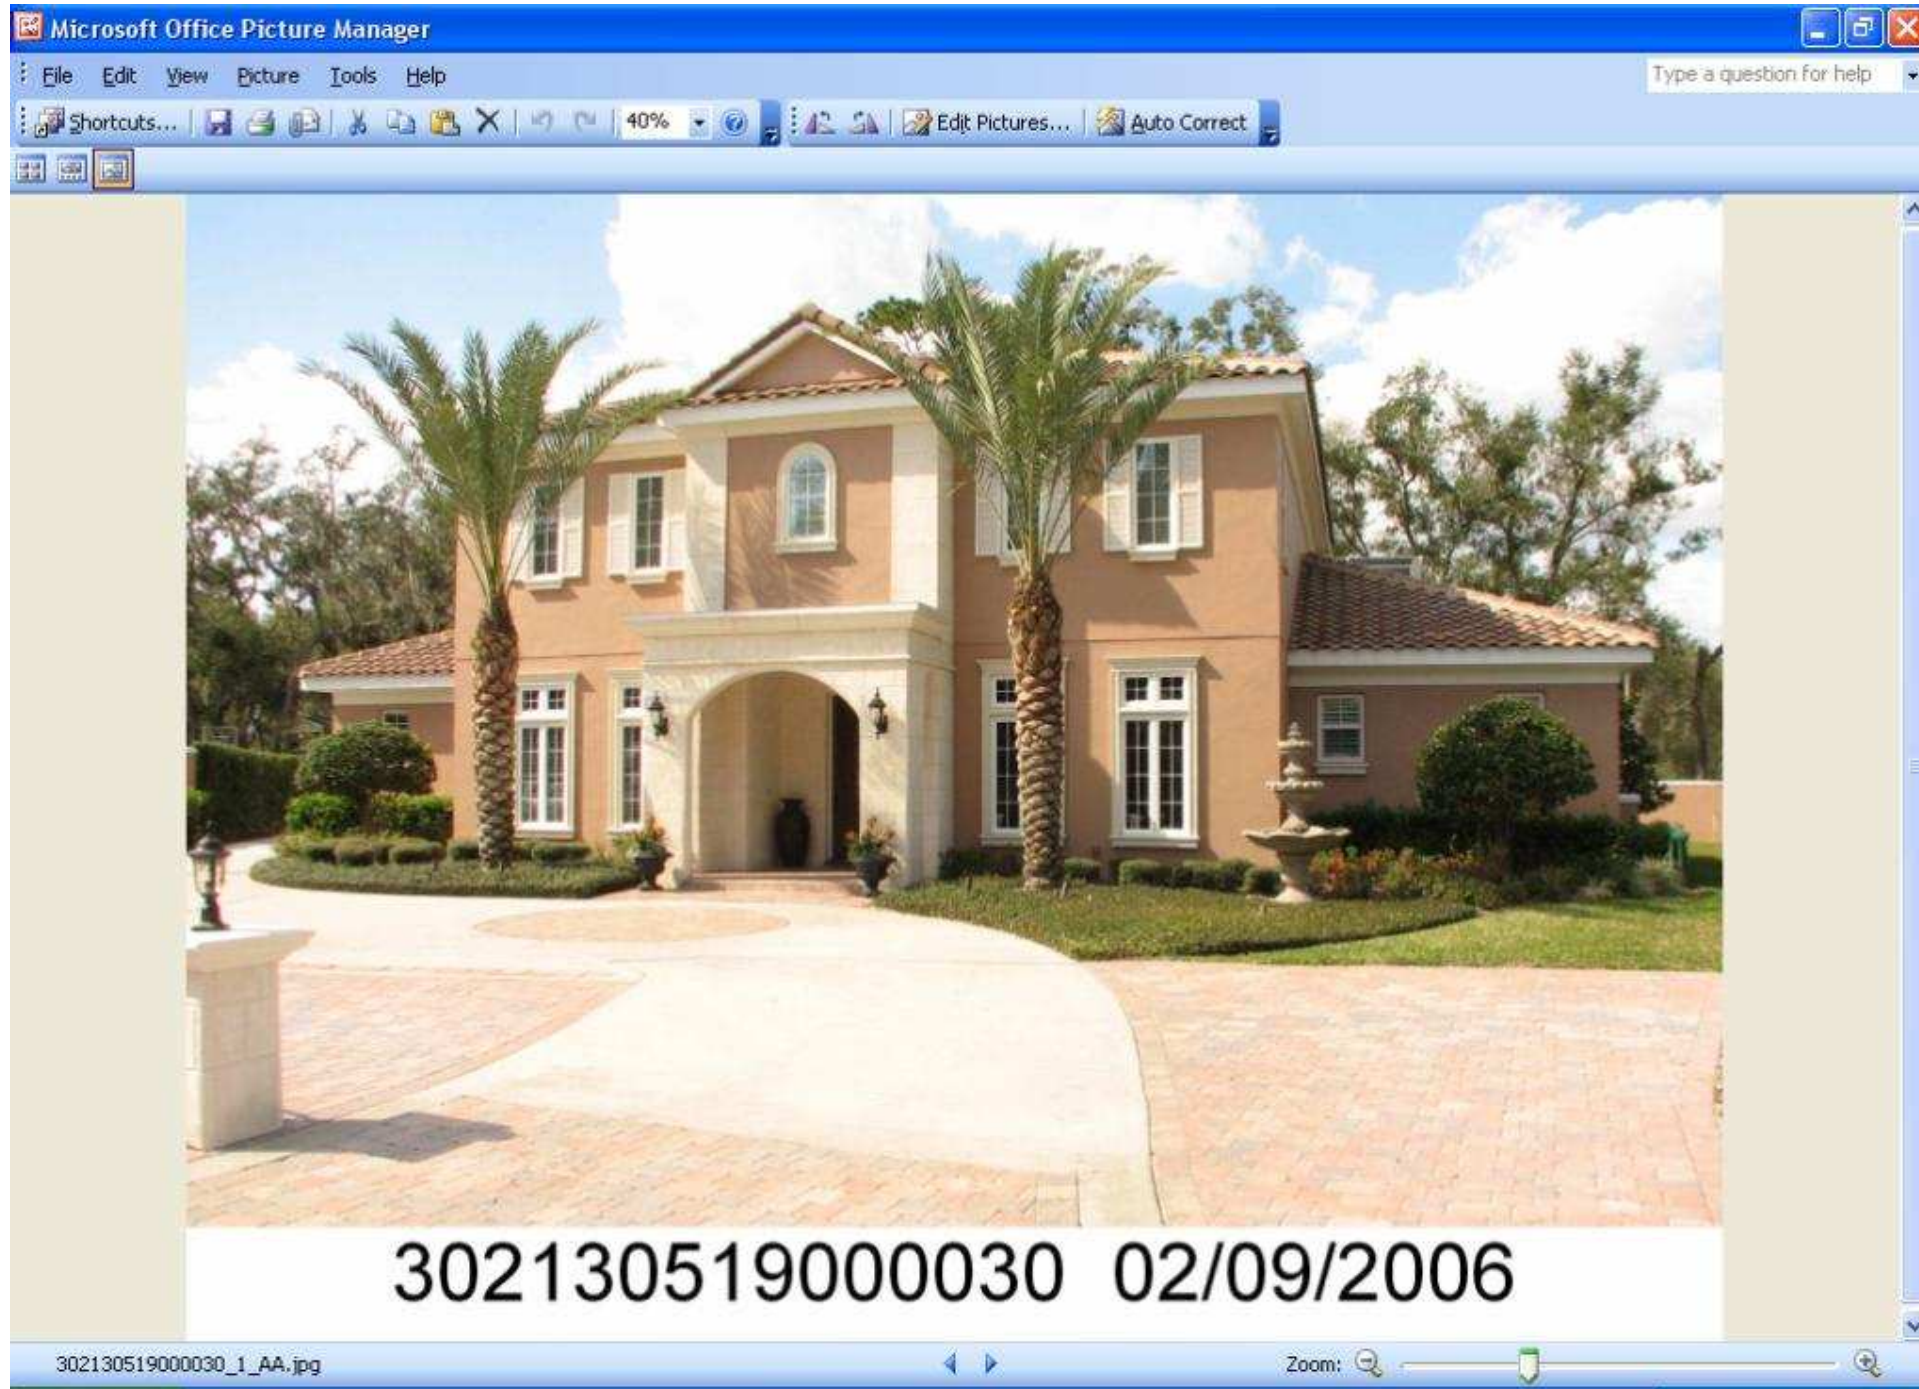 Microsoft Office Picture Manager
File Edit View Picture Tools Help Type a question for help
Shortcuts... 40% Edit Pictures... Auto Correct
302130519000030 02/09/2006
302130519000030_1_AA.jpg Zoom: